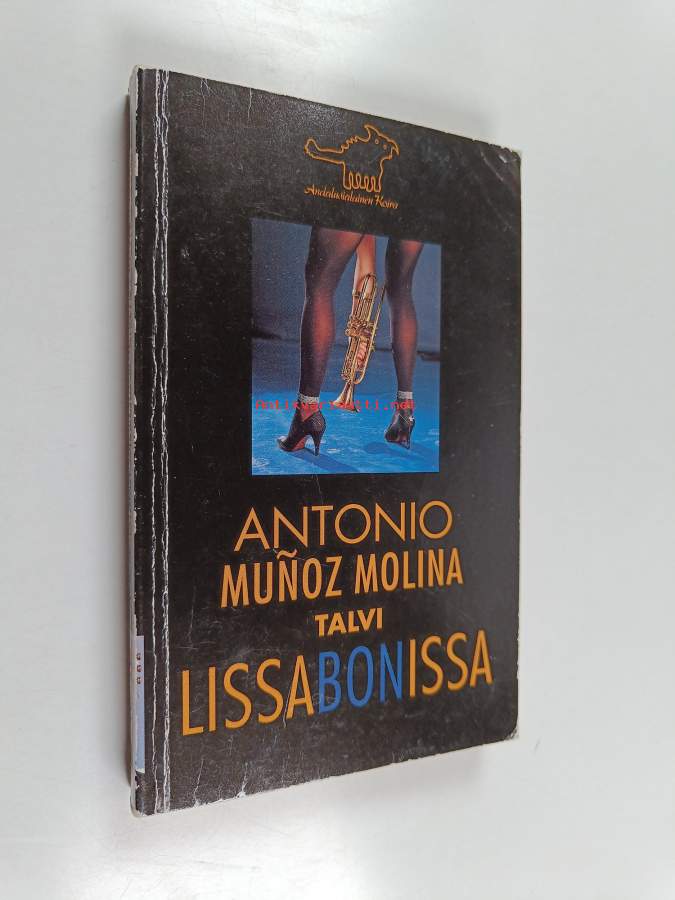 Andalusialainen Koira
Antikvariaatti.net
ANTONIO
MUÑOZ MOLINA
TALVI
LISSABONISSA